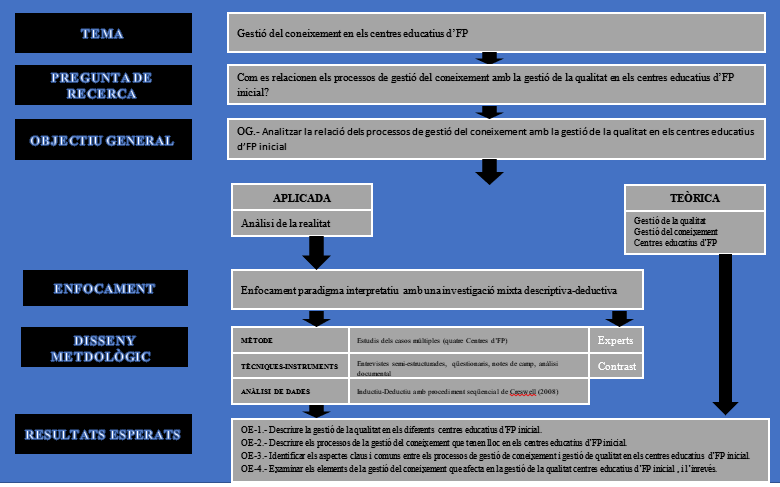 TEMA
Gestió del coneixement en els centres educatius d'FP
PREGUNTA DE
RECERCA
Com es relacionen els processos de gestió del coneixement amb la gestió de la qualitat en els centres educatius d'FP
inicial?
OBJECTIU GENERAL
OG.- Analitzar la relació dels processos de gestió del coneixement amb la gestió de la qualitat en els centres educatius
d'FP inicial
APLICADA
Anàlisi de la realitat
TEÒRICA
Gestió de la qualitat
Gestió del coneixement
Centres educatius d'FP
ENFOCAMENT
Enfocament paradigma interpretatiu amb una investigació mixta descriptiva-deductiva
DISSENY
METDOLÒGIC
MÈTODE
Estudis dels casos múltiples (quatre Centres d'FP)
Experts
TÈCNIQUES-INSTRUMENTS
Entrevistes semi-estructurades, qüestionaris, notes de camp, anàlisi
documental
Contrast
ANÀLISI DE DADES
Inductiu-Deductiu amb procediment seqüencial de Creswell (2008)
RESULTATS ESPERATS
OE-1.- Descriure la gestió de la qualitat en els diferents centres educatius d'FP inicial.
OE-2.- Descriure els processos de la gestió del coneixement que tenen lloc en els centres educatius d'FP inicial.
OE-3.- Identificar els aspectes claus i comuns entre els processos de gestió de coneixement i gestió de qualitat en els centres educatius d'FP inicial.
OE-4.- Examinar els elements de la gestió del coneixement que afecta en la gestió de la qualitat centres educatius d'FP inicial , i l'inrevés.